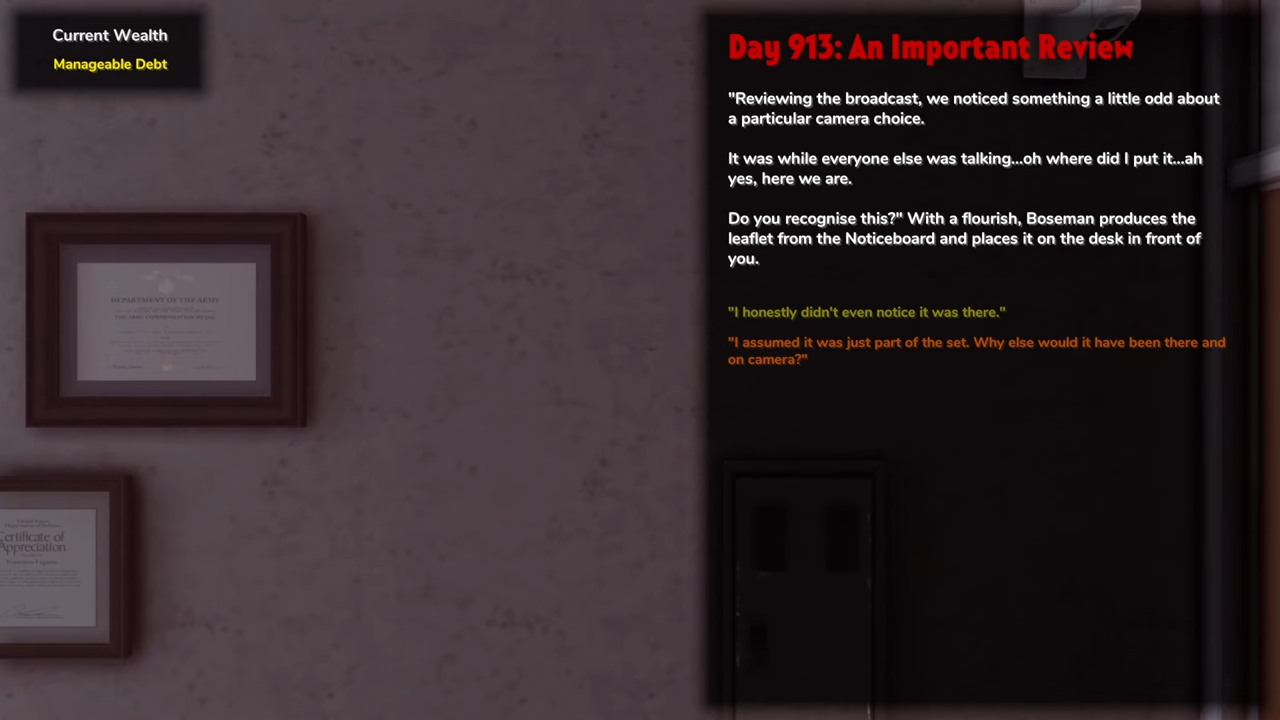 Current Wealth
Manageable Debt
Day 913: An Important Review
"Reviewing the broadcast, we noticed something a little odd about
a particular camera choice.
It was while everyone else was talking...oh where did I put it...ah
yes, here we are.
Do you recognise this?" With a flourish, Boseman produces the
leaflet from the Noticeboard and places it on the desk in front of
you.
"I honestly didn't even notice it was there."
"I assumed it was just part of the set. Why else would it have been there and
on camera?"
DEPARTMENT OF THE ARMY
THE ARMY COMMENDATION MEDAL
Certificate of
Appreciation